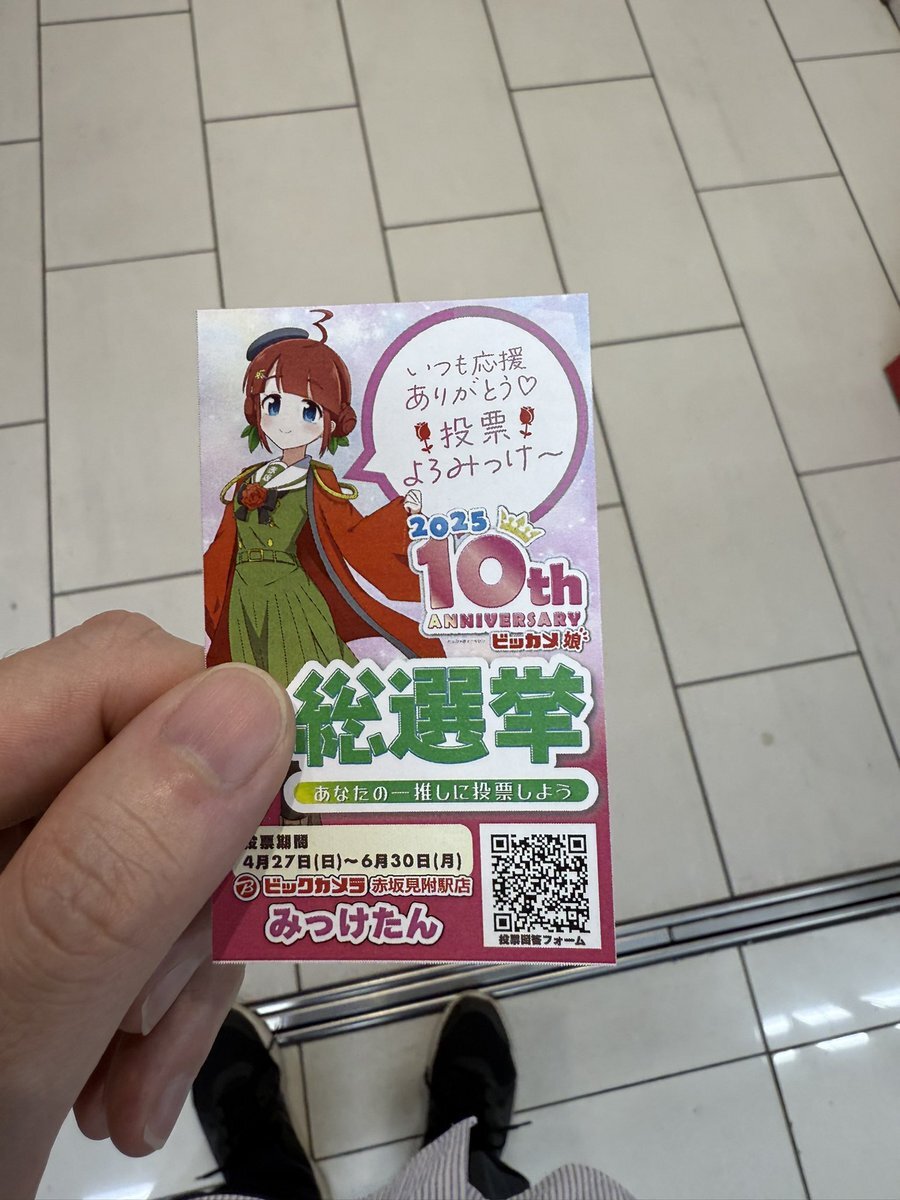 いつも応援
ありがとう♡
投票
よろみっけ～
2025
10th
ANNIVERSARY
ビッカメ娘
総選挙
あなたの一推しに投票しよう
投票期間
4月27日(日)～6月30日(月)
ビックカメラ 赤坂見附駅店
みっけたん
投票回答フォーム